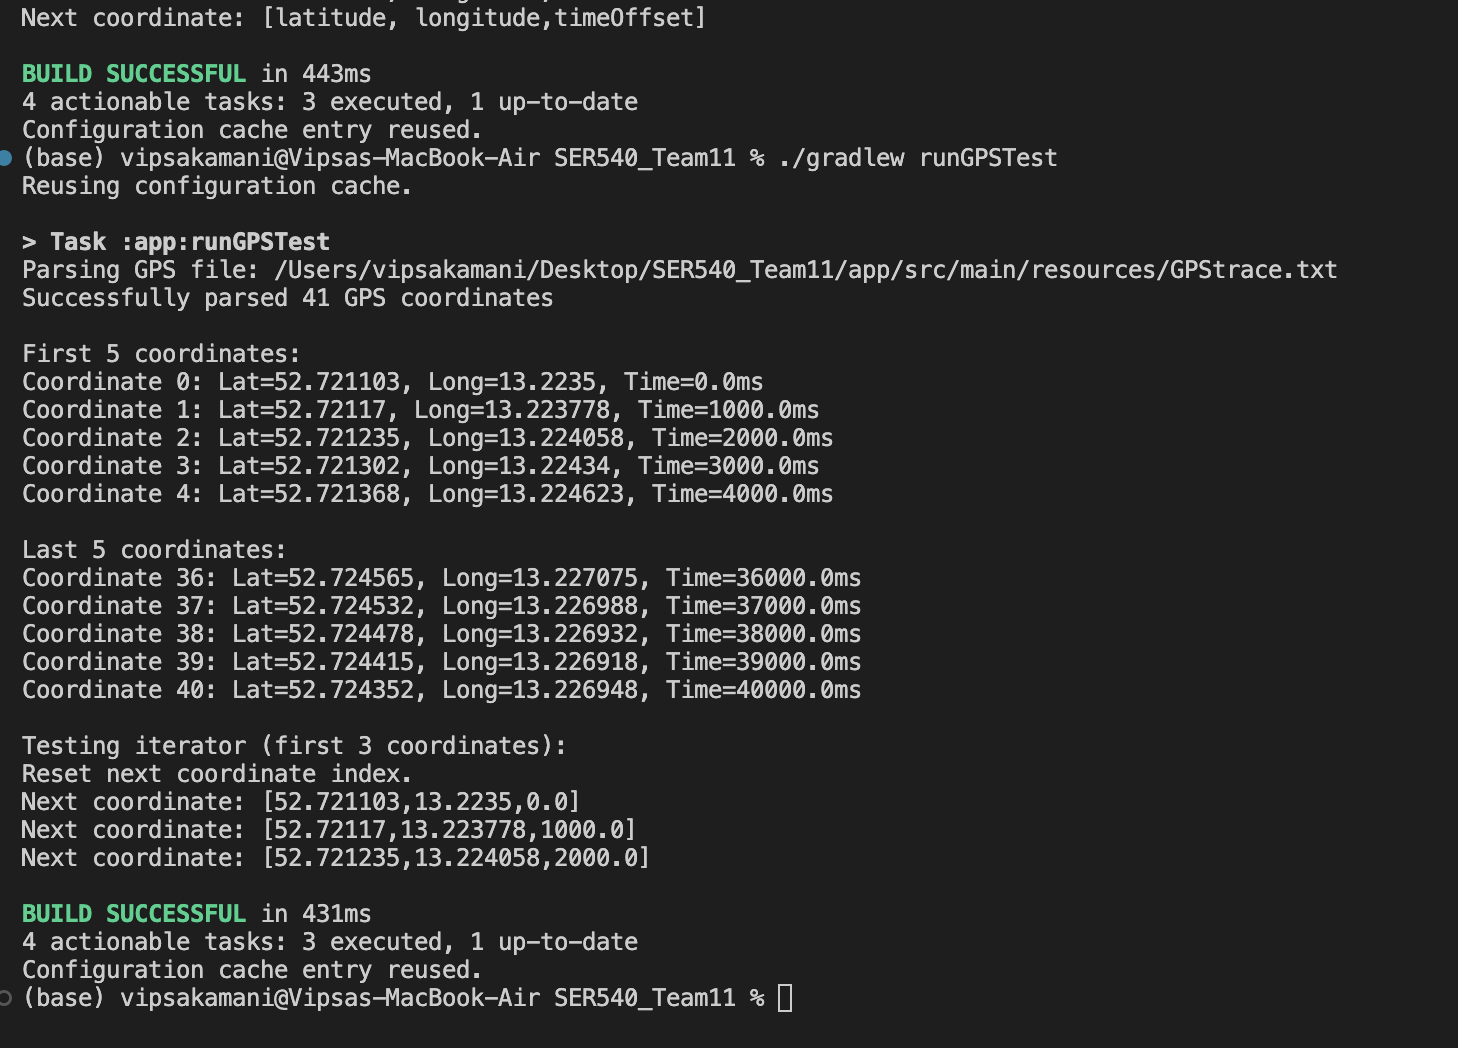 Next coordinate: [latitude, longitude,timeOffset]
BUILD SUCCESSFUL in 443ms
4 actionable tasks: 3 executed, 1 up-to-date
Configuration cache entry reused.
(base) vipsakamani@Vipsas-MacBook-Air SER540_Team11 % ./gradlew runGPSTest
Reusing configuration cache.
> Task :app:runGPSTest
Parsing GPS file: /Users/vipsakamani/Desktop/SER540_Team11/app/src/main/resources/GPStrace.txt
Successfully parsed 41 GPS coordinates
First 5 coordinates:
Coordinate 0: Lat=52.721103, Long=13.2235, Time=0.0ms
Coordinate 1: Lat=52.72117, Long=13.223778, Time=1000.0ms
Coordinate 2: Lat=52.721235, Long=13.224058, Time=2000.0ms
Coordinate 3: Lat=52.721302, Long=13.22434, Time=3000.0ms
Coordinate 4: Lat=52.721368, Long=13.224623, Time=4000.0ms
Last 5 coordinates:
Coordinate 36: Lat=52.724565, Long=13.227075, Time=36000.0ms
Coordinate 37: Lat=52.724532, Long=13.226988, Time=37000.0ms
Coordinate 38: Lat=52.724478, Long=13.226932, Time=38000.0ms
Coordinate 39: Lat=52.724415, Long=13.226918, Time=39000.0ms
Coordinate 40: Lat=52.724352, Long=13.226948, Time=40000.0ms
Testing iterator (first 3 coordinates):
Reset next coordinate index.
Next coordinate: [52.721103,13.2235,0.0]
Next coordinate: [52.72117,13.223778,1000.0]
Next coordinate: [52.721235,13.224058,2000.0]
BUILD SUCCESSFUL in 431ms
4 actionable tasks: 3 executed, 1 up-to-date
Configuration cache entry reused.
(base) vipsakamani@Vipsas-MacBook-Air SER540_Team11 %